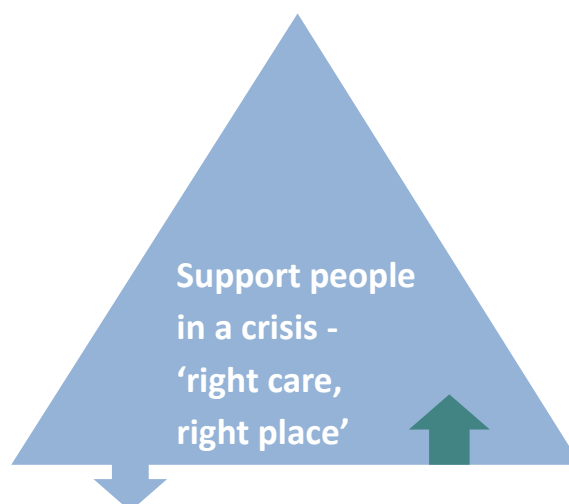 Support people
in a crisis -
‘right care,
right place’